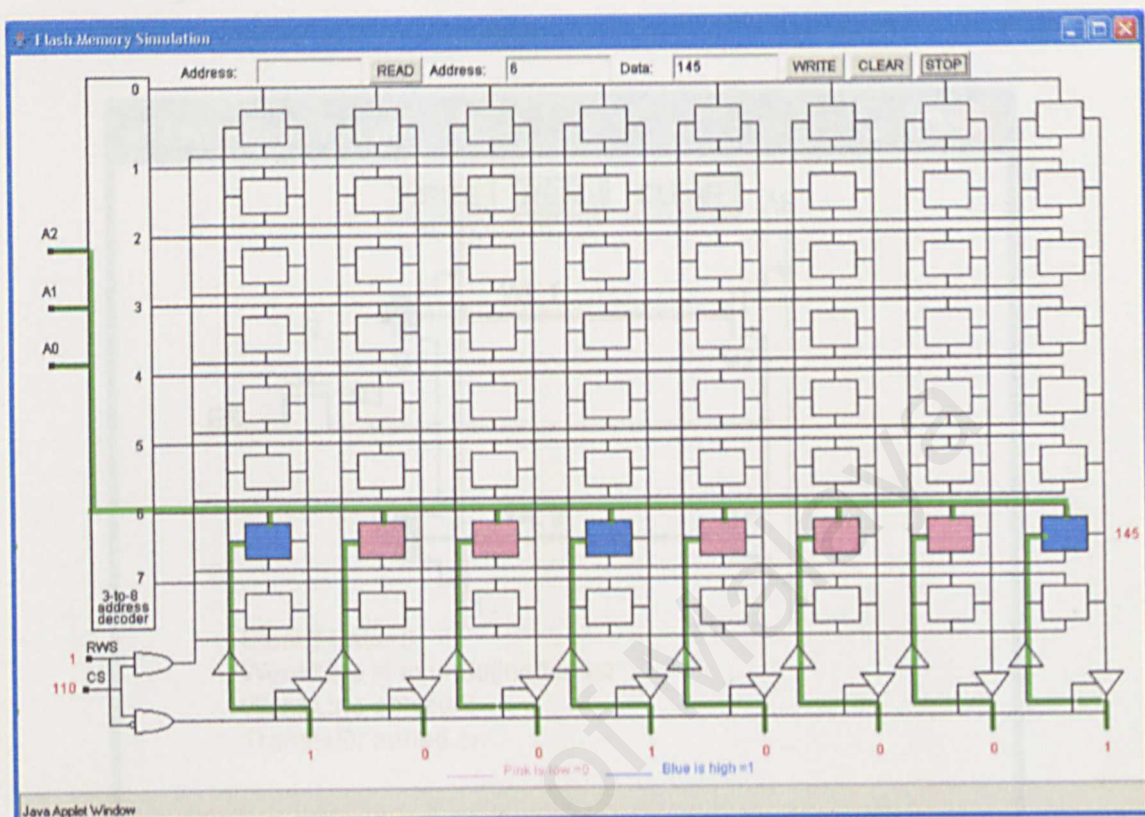 Flash Memory Simulation
Address: READ Address: 6 Data: 145 WRITE CLEAR STOP
0
1
A2
2
A1
3
A0
4
5
6
145
7
3-to-8
address
decoder
RWS
1
CS
110
1 0 0 1 0 0 0 1
Pink is low =0 Blue is high =1
Java Applet Window
of Malaya